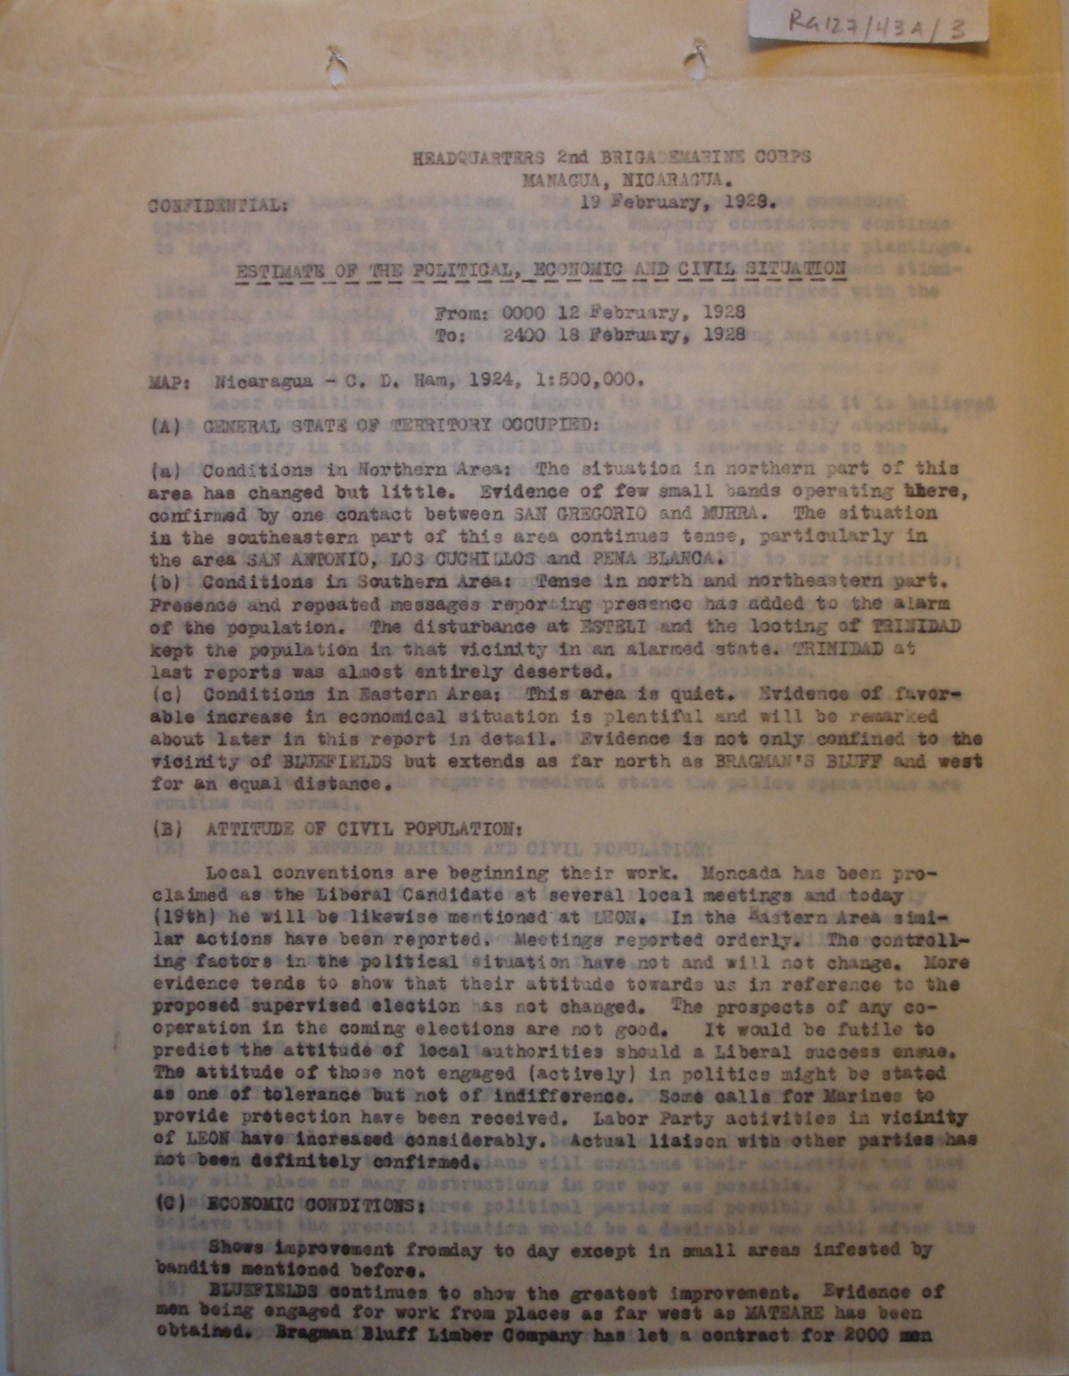 RG127/43A/3
HEADQUARTERS 2nd BRIGADEMARINE CORPS
MANAGUA, NICARAGUA.
CONFIDENTIAL: 19 February, 1928.
ESTIMATE OF THE POLITICAL, ECONOMIC AND CIVIL SITUATION
From: 0000 12 February, 1928
To: 2400 18 February, 1928
MAP: Nicaragua - C. D. Ham, 1924, 1:500,000.
(A) GENERAL STATE OF TERRITORY OCCUPIED:
(a) Conditions in Northern Area: The situation in northern part of this
area has changed but little. Evidence of few small bands operating there,
confirmed by one contact between SAN GREGORIO and MURRA. The situation
in the southeastern part of this area continues tense, particularly in
the area SAN ANTONIO, LOS CUCHILLOS and PENA BLANCA.
(b) Conditions in Southern Area: Tense in north and northeastern part.
Presence and repeated messages reporting presence has added to the alarm
of the population. The disturbance at ESTELI and the looting of TRINIDAD
kept the population in that vicinity in an alarmed state. TRINIDAD at
last reports was almost entirely deserted.
(c) Conditions in Eastern Area: This area is quiet. Evidence of favor-
able increase in economical situation is plentiful and will be remarked
about later in this report in detail. Evidence is not only confined to the
vicinity of BLUEFIELDS but extends as far north as BRAGMAN'S BLUFF and west
for an equal distance.
(B) ATTITUDE OF CIVIL POPULATION:
Local conventions are beginning their work. Moncada has been pro-
claimed as the Liberal Candidate at several local meetings and today
(19th) he will be likewise mentioned at LEON. In the Eastern Area simi-
lar actions have been reported. Meetings reported orderly. The controll-
ing factors in the political situation have not and will not change. More
evidence tends to show that their attitude towards us in reference to the
proposed supervised election has not changed. The prospects of any co-
operation in the coming elections are not good. It would be futile to
predict the attitude of local authorities should a Liberal success ensue.
The attitude of those not engaged (actively) in politics might be stated
as one of tolerance but not of indifference. Some calls for Marines to
provide protection have been received. Labor Party activities in vicinity
of LEON have increased considerably. Actual liaison with other parties has
not been definitely confirmed.
(C) ECONOMIC CONDITIONS:
Shows improvement fromday to day except in small areas infested by
bandits mentioned before.
BLUEFIELDS continues to show the greatest improvement. Evidence of
men being engaged for work from places as far west as MATEARE has been
obtained. Bragman Bluff Limber Company has let a contract for 2000 men